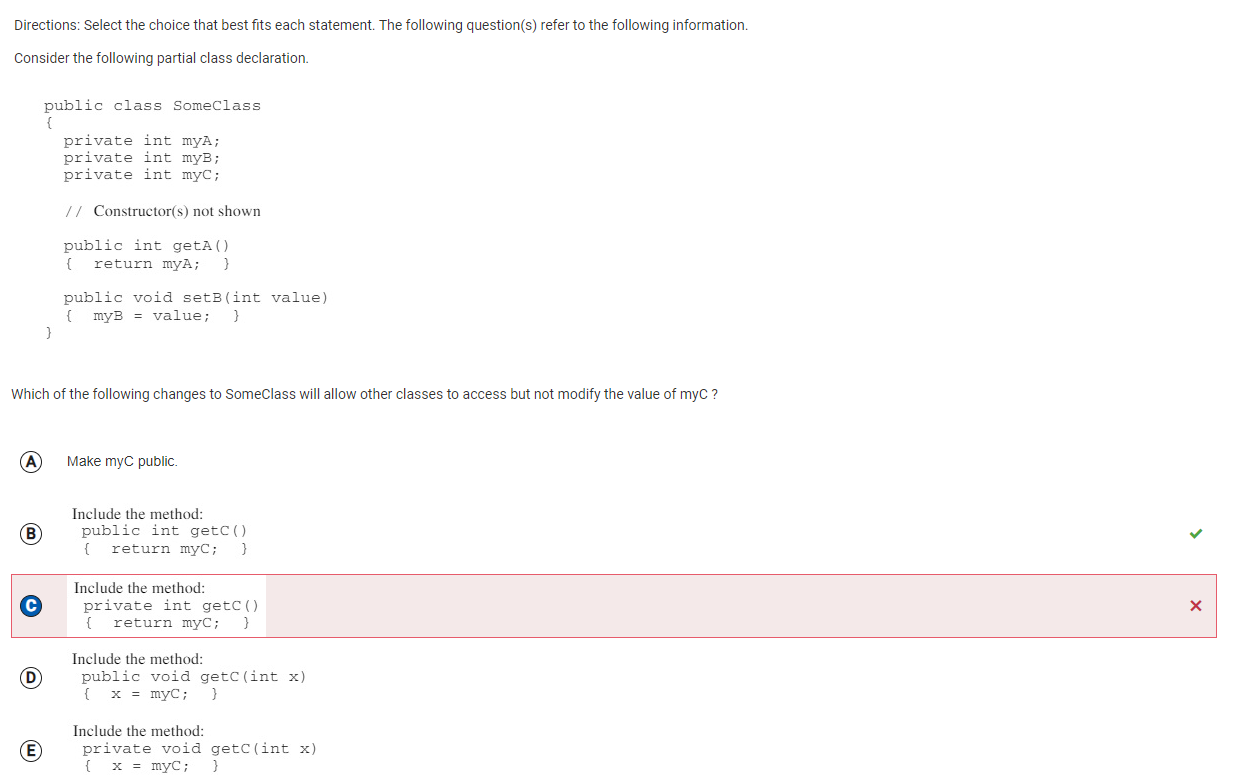 Directions: Select the choice that best fits each statement. The following question(s) refer to the following information.
Consider the following partial class declaration.
public class SomeClass
{
private int myA;
private int myB;
private int myC;
// Constructor(s) not shown
public int getA()
{ return myA; }
public void setB(int value)
{ myB = value; }
}
Which of the following changes to SomeClass will allow other classes to access but not modify the value of myC ?
A Make myC public.
Include the method:
B public int getC()
{ return myC; }
Include the method:
C private int getC()
{ return myC; }
Include the method:
D public void getC(int x)
{ x = myC; }
Include the method:
E private void getC(int x)
{ x = myC; }